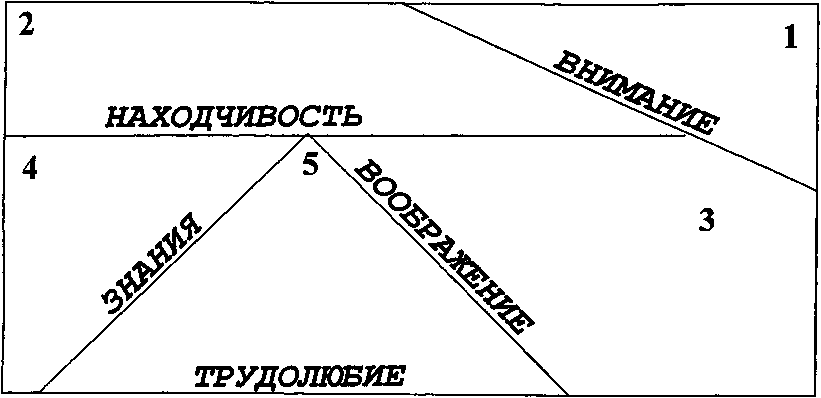 2
1
ВНИМАНИЕ
НАХОДЧИВОСТЬ
4
5
ВООБРАЖЕНИЕ
3
ЗНАНИЯ
ТРУДОЛЮБИЕ